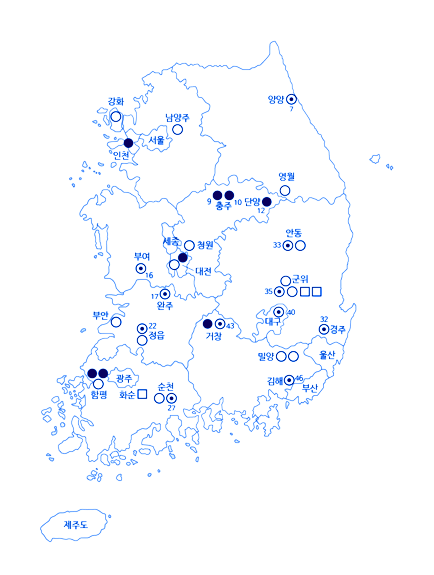 강화
양양
7
남양주
서울
인천
영월
9
충주
10
단양
12
세종
청원
안동
33
부여
16
대전
군위
35
17
완주
40
대구
부안
22
정읍
거창
43
32
경주
밀양
울산
김해
46
부산
광주
함평
화순
순천
27
제주도